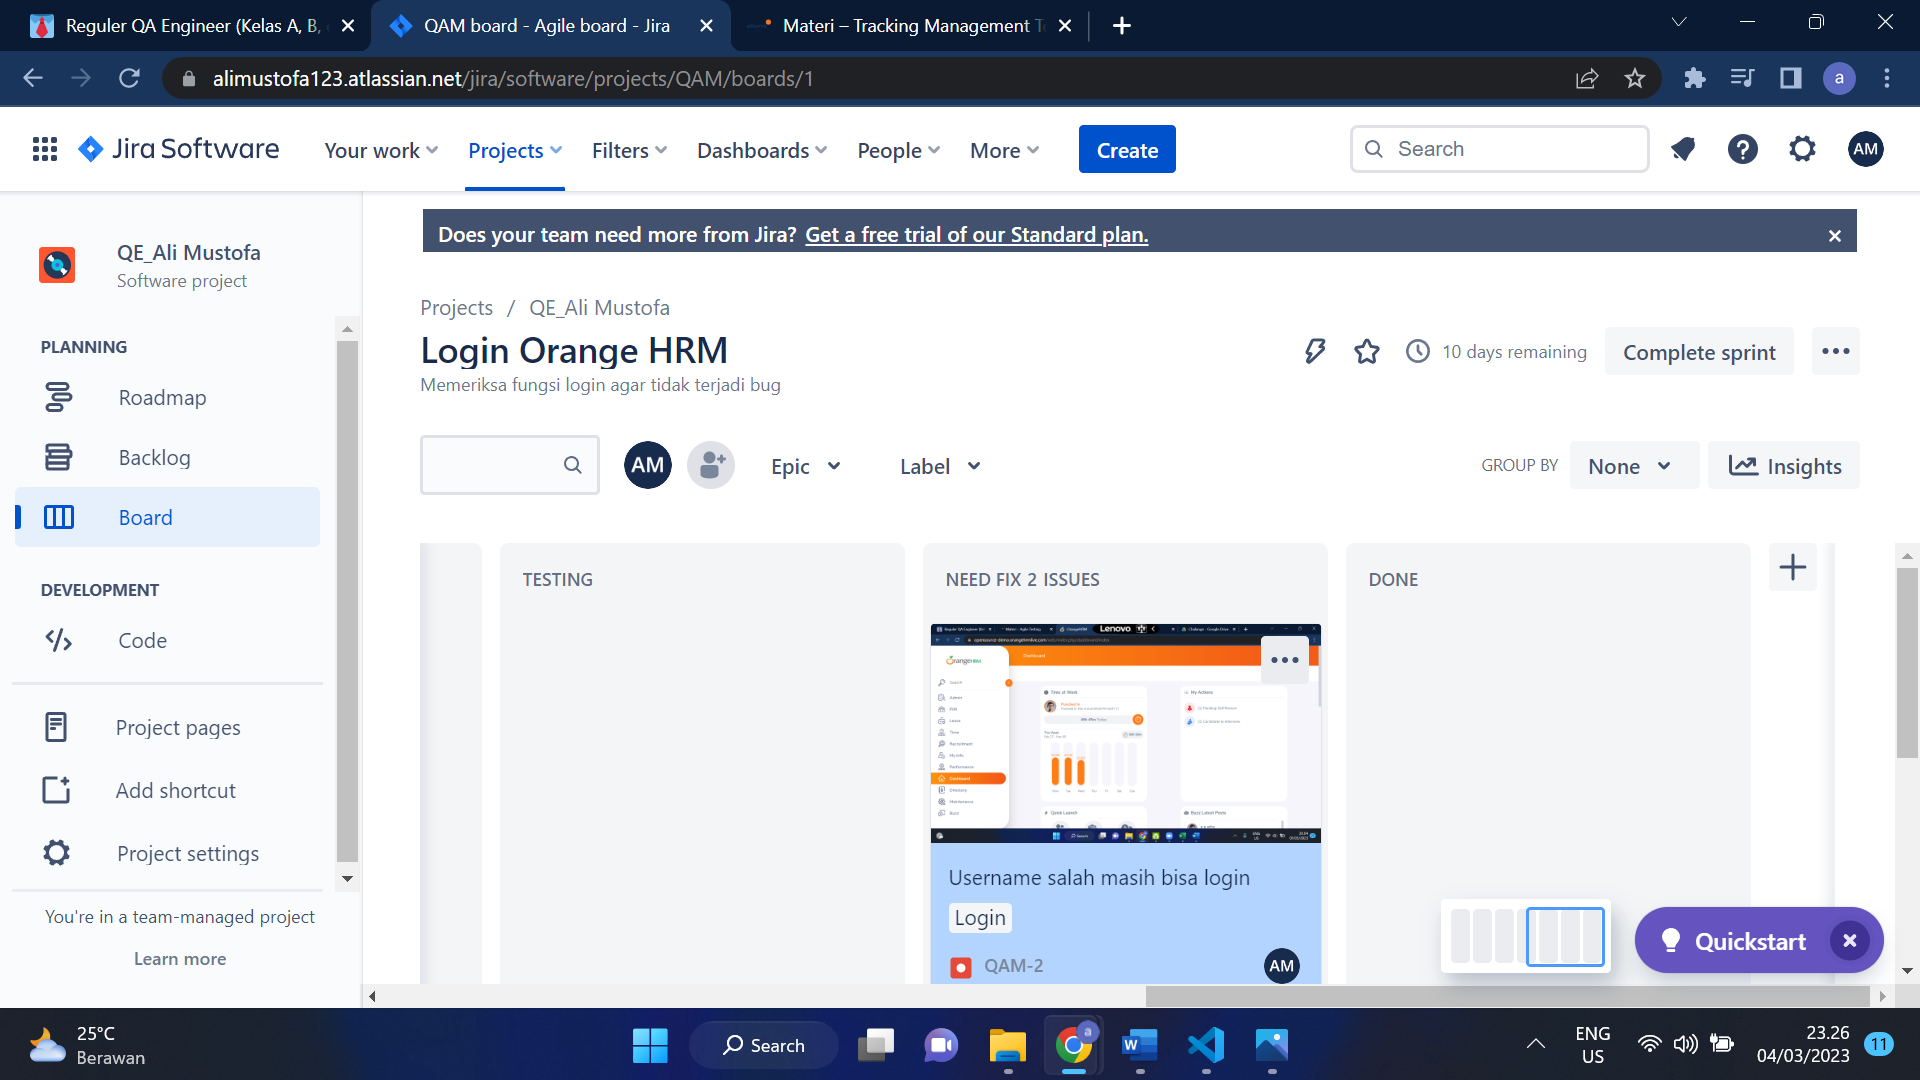 Reguler QA Engineer (Kelas A, B,
QAM board - Agile board - Jira
Materi – Tracking Management T
alimustofa123.atlassian.net/jira/software/projects/QAM/boards/1
a
Jira Software
Your work
Projects
Filters
Dashboards
People
More
Create
Search
AM
Does your team need more from Jira? Get a free trial of our Standard plan.
QE_Ali Mustofa
Software project
PLANNING
Roadmap
Backlog
Board
DEVELOPMENT
Code
Project pages
Add shortcut
Project settings
You're in a team-managed project
Learn more
Projects / QE_Ali Mustofa
Login Orange HRM
Memeriksa fungsi login agar tidak terjadi bug
10 days remaining
Complete sprint
AM
Epic
Label
GROUP BY
None
Insights
TESTING
NEED FIX 2 ISSUES
DONE
Lenovo
Username salah masih bisa login
Login
QAM-2
AM
Quickstart
25°C
Berawan
Search
a
ENG
US
23.26
04/03/2023
11